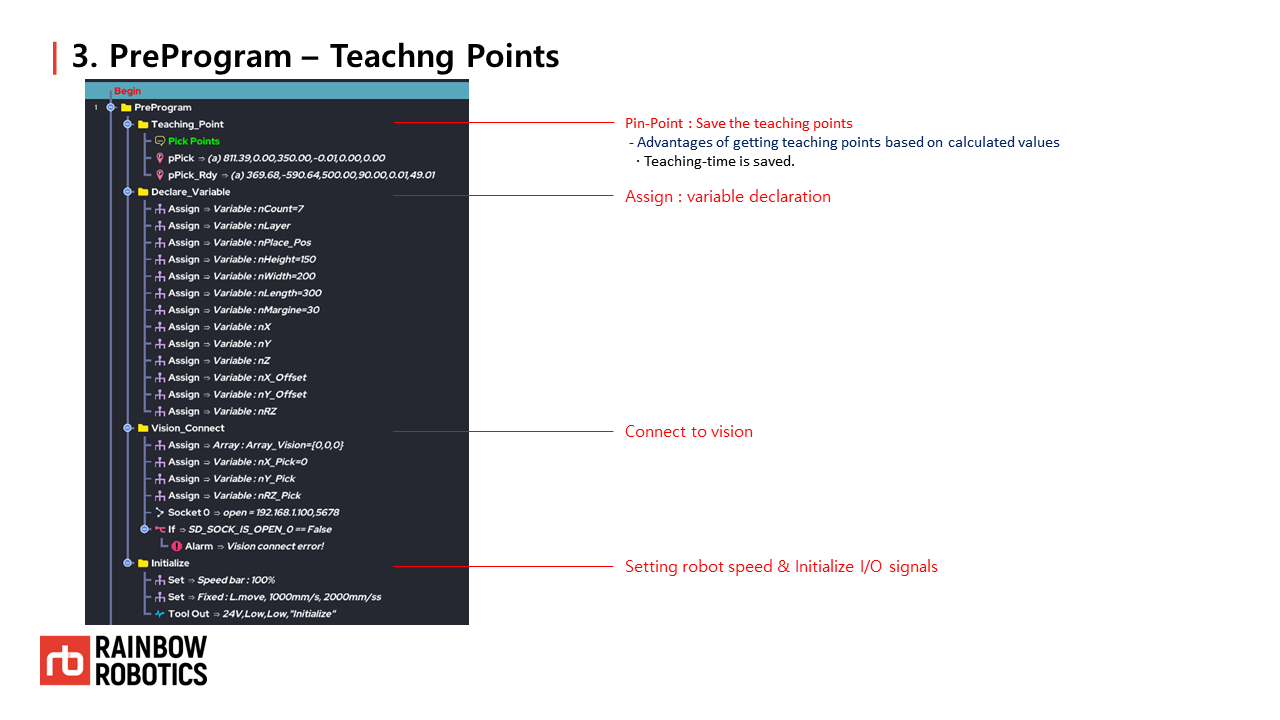 3. PreProgram – Teachng Points
Begin
1 PreProgram
Teaching_Point
Pick Points
pPick ⇒ (a) 811.39,0.00,350.00,-0.01,0.00,0.00
pPick_Rdy ⇒ (a) 369.68,-590.64,500.00,90.00,0.01,49.01
Declare_Variable
Assign ⇒ Variable : nCount=7
Assign ⇒ Variable : nLayer
Assign ⇒ Variable : nPlace_Pos
Assign ⇒ Variable : nHeight=150
Assign ⇒ Variable : nWidth=200
Assign ⇒ Variable : nLength=300
Assign ⇒ Variable : nMargine=30
Assign ⇒ Variable : nX
Assign ⇒ Variable : nY
Assign ⇒ Variable : nZ
Assign ⇒ Variable : nX_Offset
Assign ⇒ Variable : nY_Offset
Assign ⇒ Variable : nRZ
Vision_Connect
Assign ⇒ Array : Array_Vision={0,0,0}
Assign ⇒ Variable : nX_Pick=0
Assign ⇒ Variable : nY_Pick
Assign ⇒ Variable : nRZ_Pick
Socket 0 ⇒ open = 192.168.1.100,5678
If ⇒ SD_SOCK_IS_OPEN_0 == False
Alarm ⇒ Vision connect error!
Initialize
Set ⇒ Speed bar : 100%
Set ⇒ Fixed : L.move, 1000mm/s, 2000mm/ss
Tool Out ⇒ 24V,Low,Low,"Initialize"
Pin-Point : Save the teaching points
- Advantages of getting teaching points based on calculated values
· Teaching-time is saved.
Assign : variable declaration
Connect to vision
Setting robot speed & Initialize I/O signals
RAINBOW
ROBOTICS